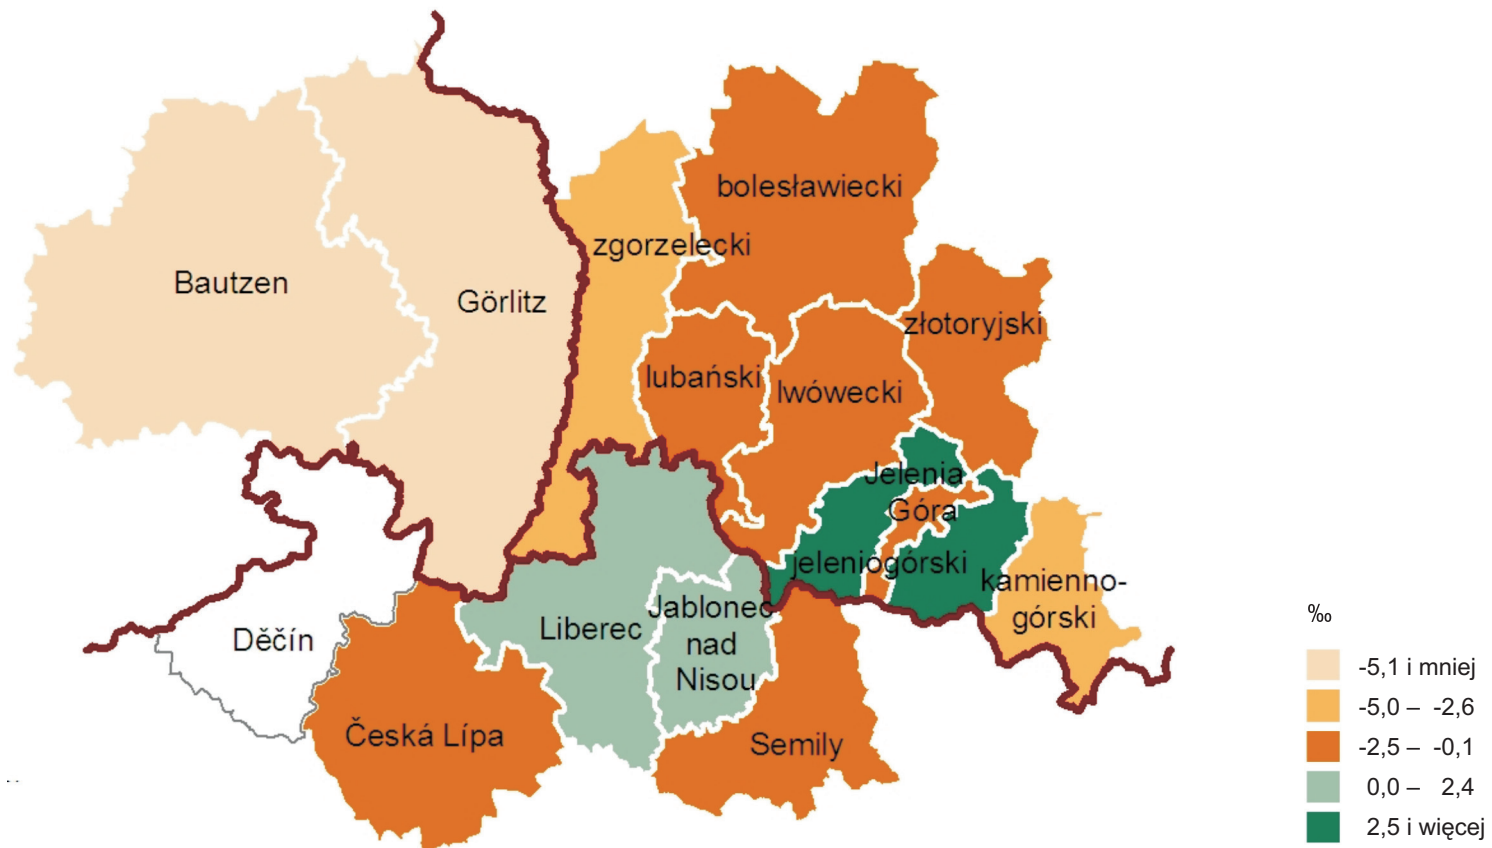 bolesławiecki
zgorzelecki
Bautzen
Görlitz
złotoryjski
lubański
lwówecki
Jelenia
Góra
jeleniogórski
kamienno-
górski
Děčín
Liberec
Jablonec
nad
Nisou
Česká Lípa
Semily
‰
-5,1 i mniej
-5,0 – -2,6
-2,5 – -0,1
0,0 – 2,4
2,5 i więcej